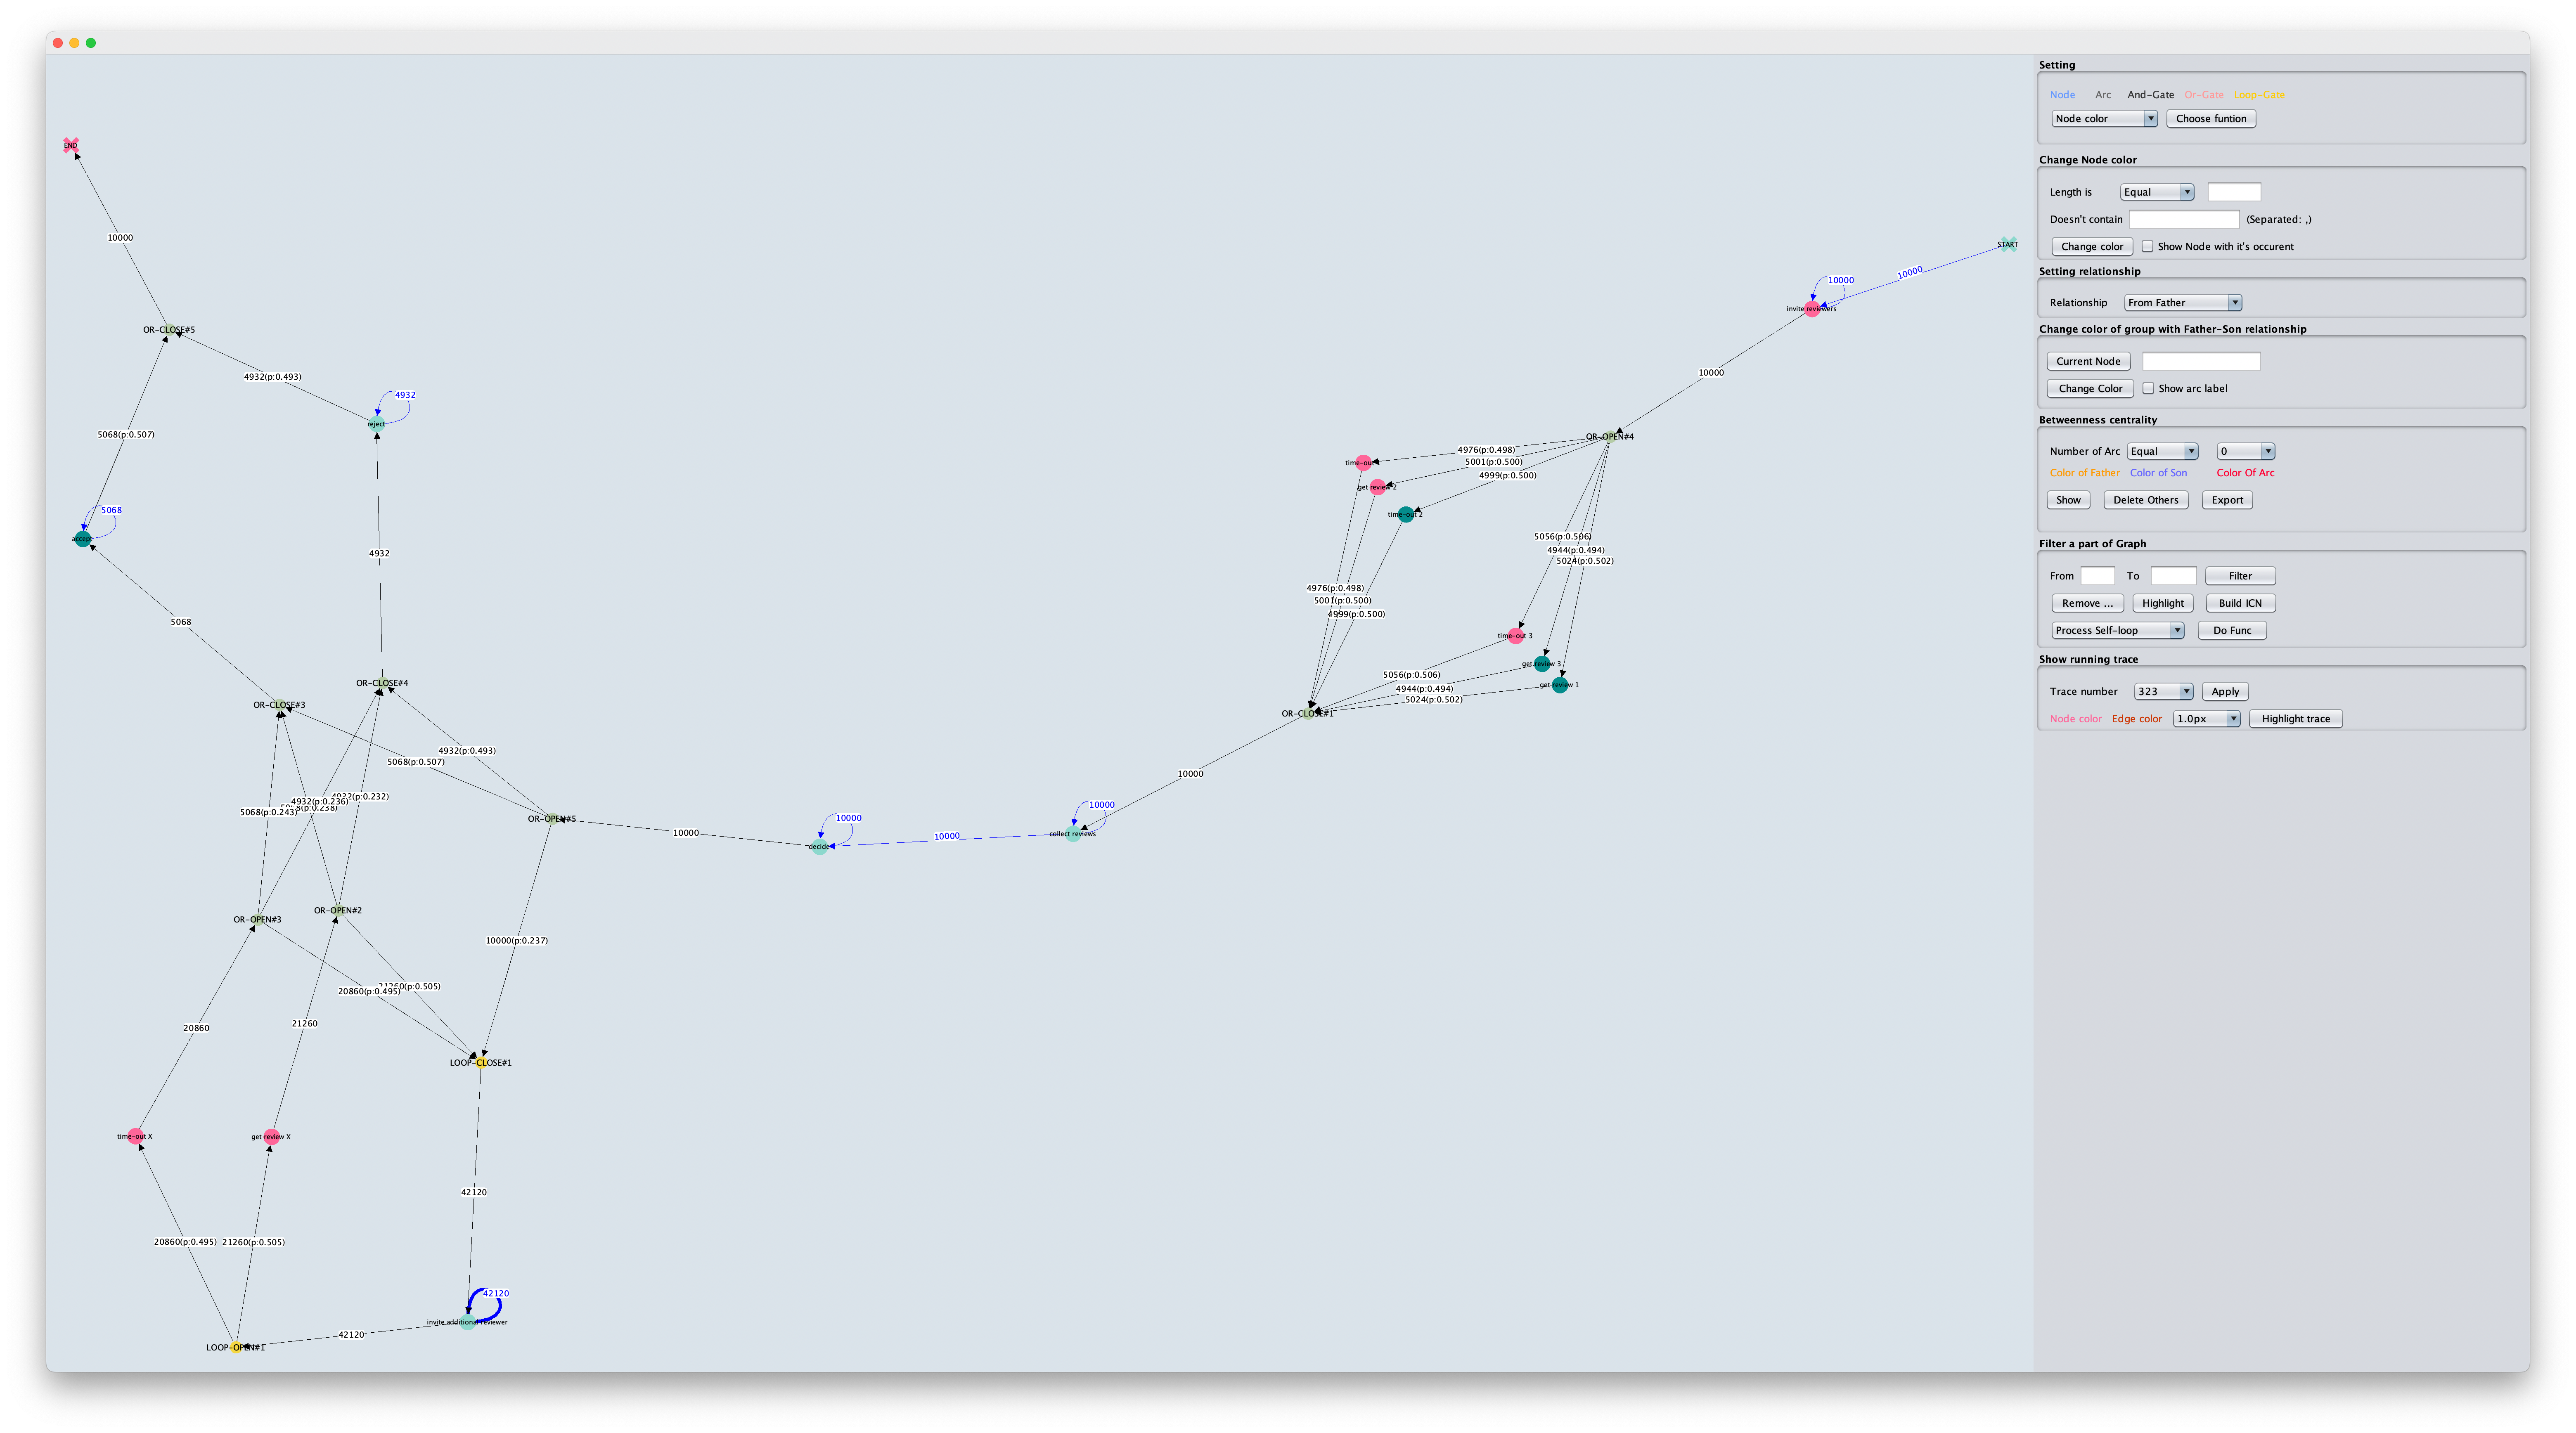 END
10000
OR-CLOSE#5
4932(p:0.493)
4932
reject
5068(p:0.507)
5068
accept
4932
5068
OR-CLOSE#4
OR-CLOSE#3
4932(p:0.493)
5068(p:0.507)
4932(p:0.232)
4932(p:0.236)
5068(p:0.238)
5068(p:0.243)
OR-OPEN#5
10000
decide
10000
10000
collect reviews
10000
10000
OR-OPEN#3
OR-OPEN#2
10000(p:0.237)
21260(p:0.505)
20860(p:0.495)
20860
21260
LOOP-CLOSE#1
time-out X
get review X
42120
20860(p:0.495)
21260(p:0.505)
42120
invite additional reviewer
42120
LOOP-OPEN#1
START
10000
10000
invite reviewers
10000
OR-OPEN#4
4976(p:0.498)
5001(p:0.500)
4999(p:0.500)
time-out
get review 2
time-out 2
5056(p:0.506)
4944(p:0.494)
5024(p:0.502)
4976(p:0.498)
5001(p:0.500)
4999(p:0.500)
time-out 3
get review 3
get review 1
5056(p:0.506)
4944(p:0.494)
5024(p:0.502)
OR-CLOSE#1
Setting
Node Arc And-Gate Or-Gate Loop-Gate
Node color Choose funtion
Change Node color
Length is Equal
Doesn't contain (Separated: ,)
Change color Show Node with it's occurent
Setting relationship
Relationship From Father
Change color of group with Father-Son relationship
Current Node
Change Color Show arc label
Betweenness centrality
Number of Arc Equal 0
Color of Father Color of Son Color Of Arc
Show Delete Others Export
Filter a part of Graph
From To Filter
Remove ... Highlight Build ICN
Process Self-loop Do Func
Show running trace
Trace number 323 Apply
Node color Edge color 1.0px Highlight trace